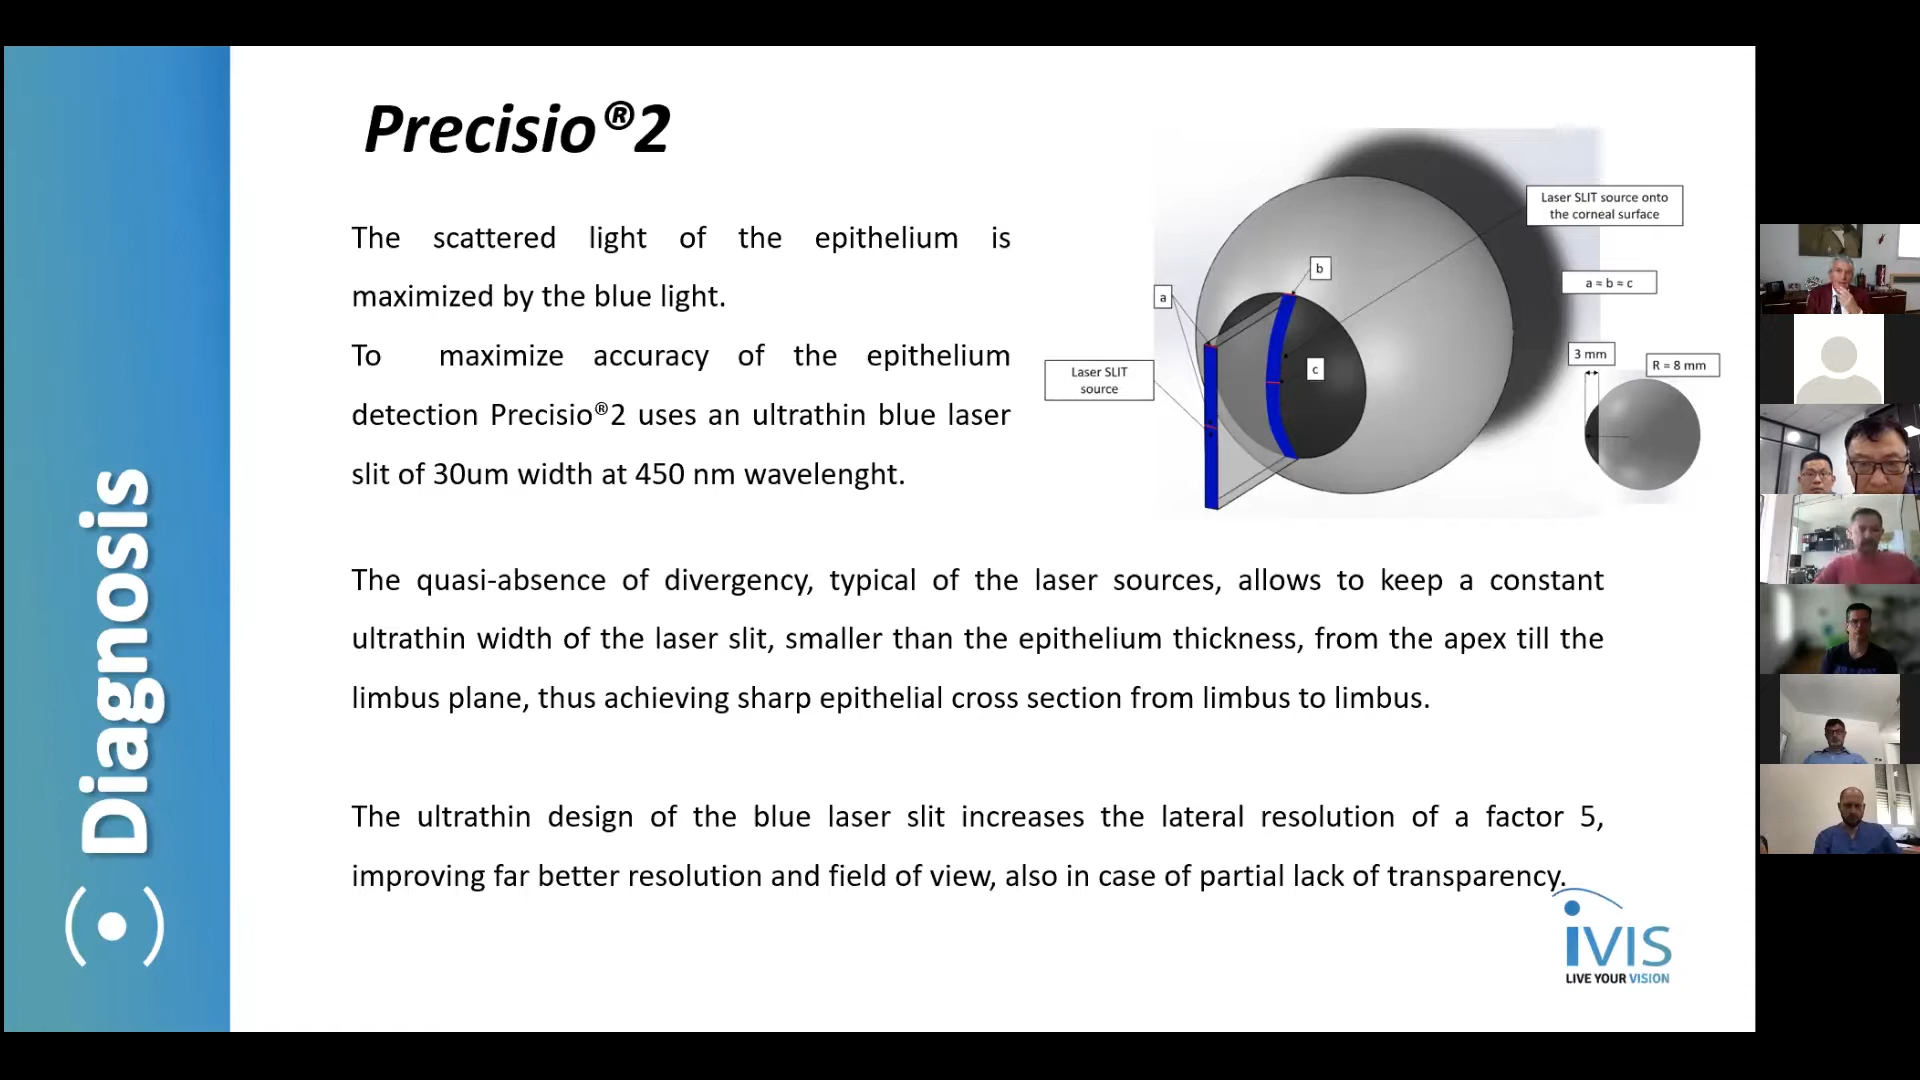 Precisio®2
The scattered light of the epithelium is
maximized by the blue light.
To maximize accuracy of the epithelium
detection Precisio®2 uses an ultrathin blue laser
slit of 30um width at 450 nm wavelenght.
Laser SLIT source onto
the corneal surface
b
a = b = c
a
3 mm
R = 8 mm
c
Laser SLIT
source
The quasi-absence of divergency, typical of the laser sources, allows to keep a constant
ultrathin width of the laser slit, smaller than the epithelium thickness, from the apex till the
limbus plane, thus achieving sharp epithelial cross section from limbus to limbus.
The ultrathin design of the blue laser slit increases the lateral resolution of a factor 5,
improving far better resolution and field of view, also in case of partial lack of transparency.
Diagnosis
iVIS
LIVE YOUR VISION